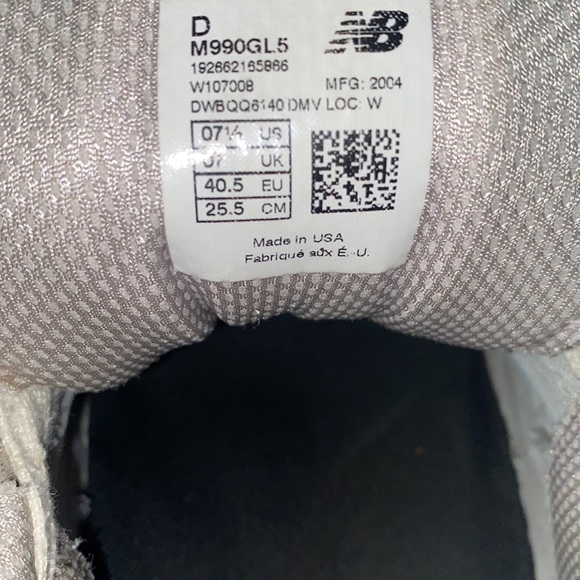 D
NB
M990GL5
192662165866
W107008 MFG: 2004
DWBQQ6140 DMV LOC: W
07½ US
07 UK
40.5 EU
25.5 CM
Made in USA
Fabriqué aux É.-U.